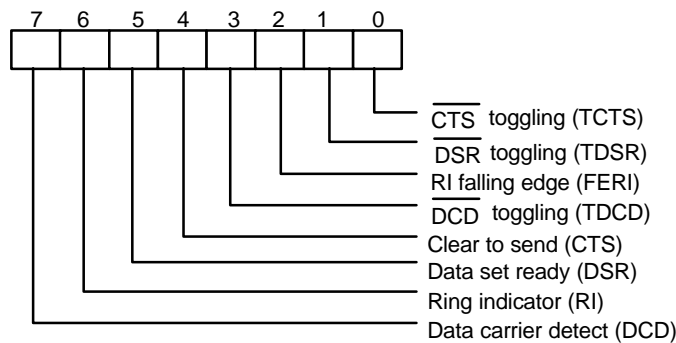 7 6 5 4 3 2 1 0
CTS toggling (TCTS)
DSR toggling (TDSR)
RI falling edge (FERI)
DCD toggling (TDCD)
Clear to send (CTS)
Data set ready (DSR)
Ring indicator (RI)
Data carrier detect (DCD)